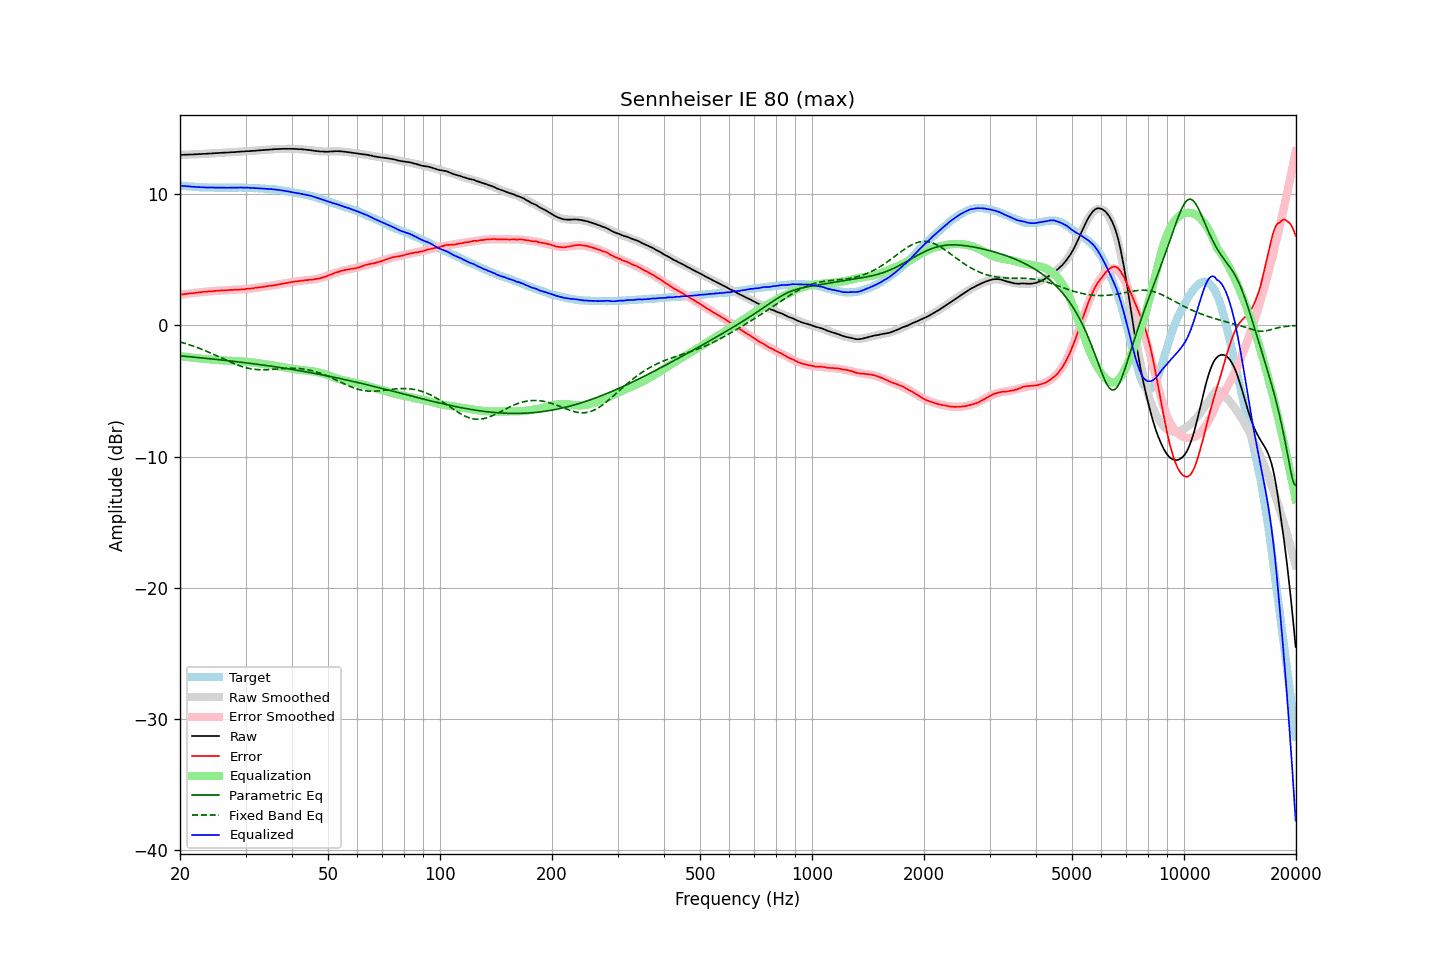 Sennheiser IE 80 (max)
10
0
−10
−20
−30
−40
Amplitude (dBr)
Target
Raw Smoothed
Error Smoothed
Raw
Error
Equalization
Parametric Eq
Fixed Band Eq
Equalized
20 50 100 200 500 1000 2000 5000 10000 20000
Frequency (Hz)